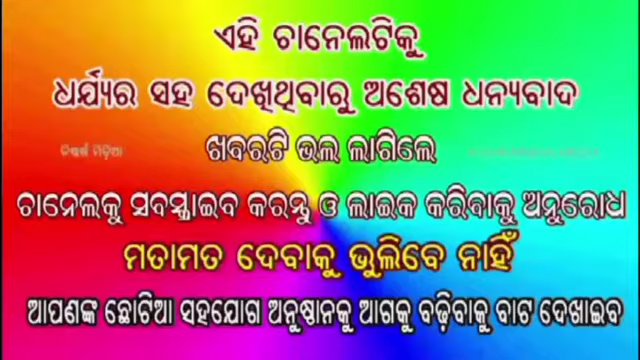 ଏହି ଚାନେଲଟିକୁ
ଧର୍ଯ୍ୟର ସହ ଦେଖିଥିବାରୁ ଅଶେଷ ଧନ୍ୟବାଦ
ଖବରଟି ଭଲ ଲାଗିଲେ
ଚାନେଲକୁ ସବସ୍କ୍ରାଇବ କରନ୍ତୁ ଓ ଲାଇକ କରିବାକୁ ଅନୁରୋଧ
ମତାମତ ଦେବାକୁ ଭୁଲିବେ ନାହିଁ
ଆପଣଙ୍କ ଛୋଟିଆ ସହଯୋଗ ଅନୁଷ୍ଠାନକୁ ଆଗକୁ ବଢ଼ିବାକୁ ବାଟ ଦେଖାଇବ